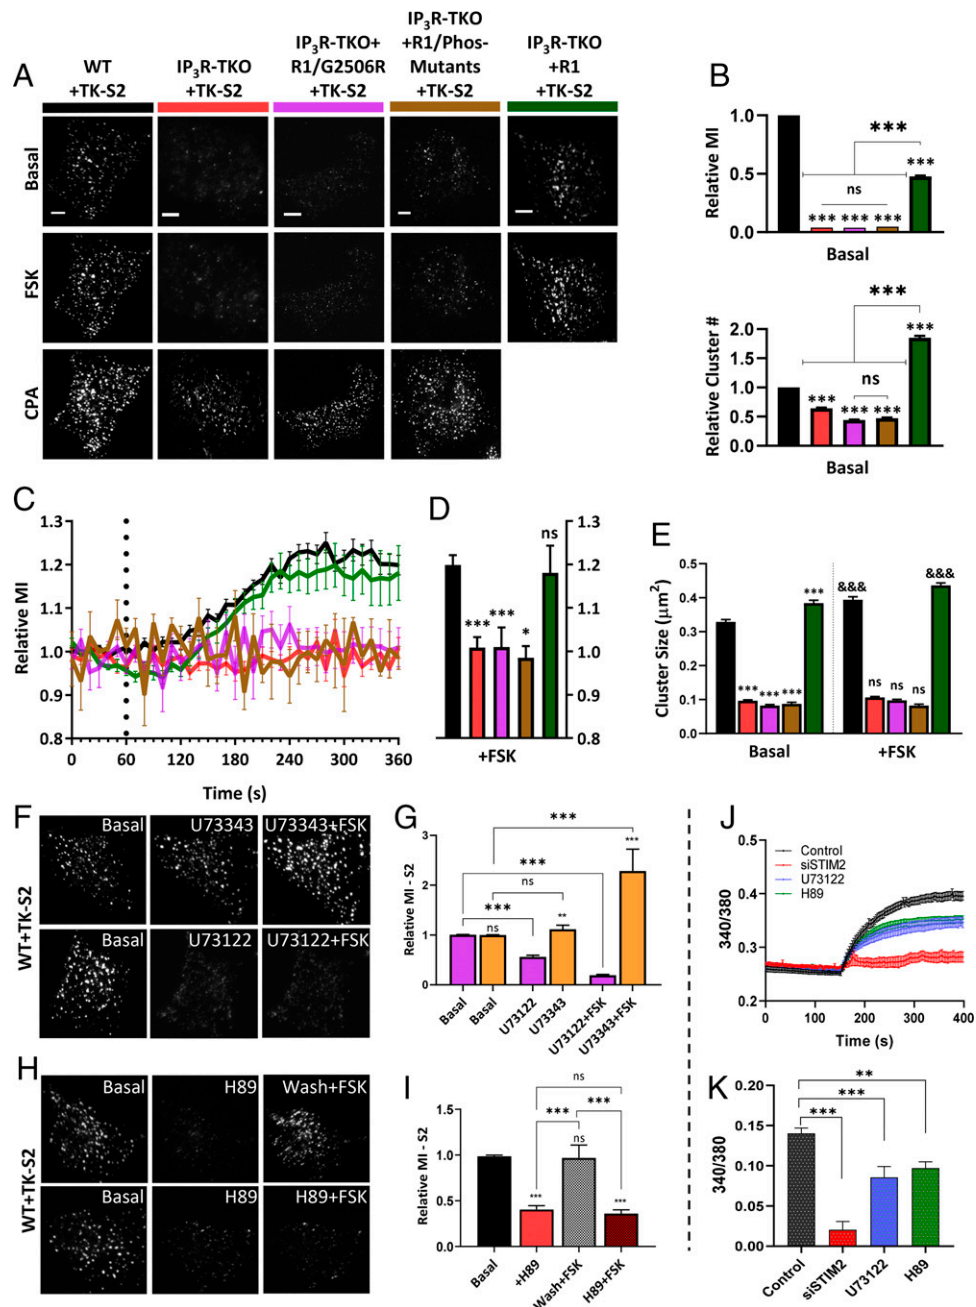 A
WT
+TK-S2
IP3R-TKO
+TK-S2
IP3R-TKO+
R1/G2506R
+TK-S2
IP3R-TKO
+R1/Phos-
Mutants
+TK-S2
IP3R-TKO
+R1
+TK-S2
Basal
FSK
CPA
B
Relative MI
1.0
0.5
0.0
***
ns
*** *** *** ***
Basal
Relative Cluster #
2.0
1.5
1.0
0.5
0.0
***
***
ns
*** *** ***
Basal
C
Relative MI
1.3
1.2
1.1
1.0
0.9
0.8
0 60 120 180 240 300 360
Time (s)
D
ns
*** *** *
1.3
1.2
1.1
1.0
0.9
0.8
+FSK
E
Cluster Size (μm2)
0.4
0.3
0.2
0.1
0.0
*** *** *** ***
&&& ns ns ns &&&
Basal +FSK
F
WT+TK-S2
Basal U73343 U73343+FSK
Basal U73122 U73122+FSK
G
Relative MI - S2
3
2
1
0
***
***
ns
***
ns ** ***
Basal Basal U73122 U73343 U73122+FSK U73343+FSK
H
WT+TK-S2
Basal H89 Wash+FSK
Basal H89 H89+FSK
I
Relative MI - S2
1.5
1.0
0.5
0.0
ns
*** ***
*** ns ***
Basal +H89 Wash+FSK H89+FSK
J
340/380
0.5
0.4
0.3
0.2
Control
siSTIM2
U73122
H89
0 100 200 300 400
Time (s)
K
340/380
0.20
0.15
0.10
0.05
0.00
**
***
***
Control siSTIM2 U73122 H89